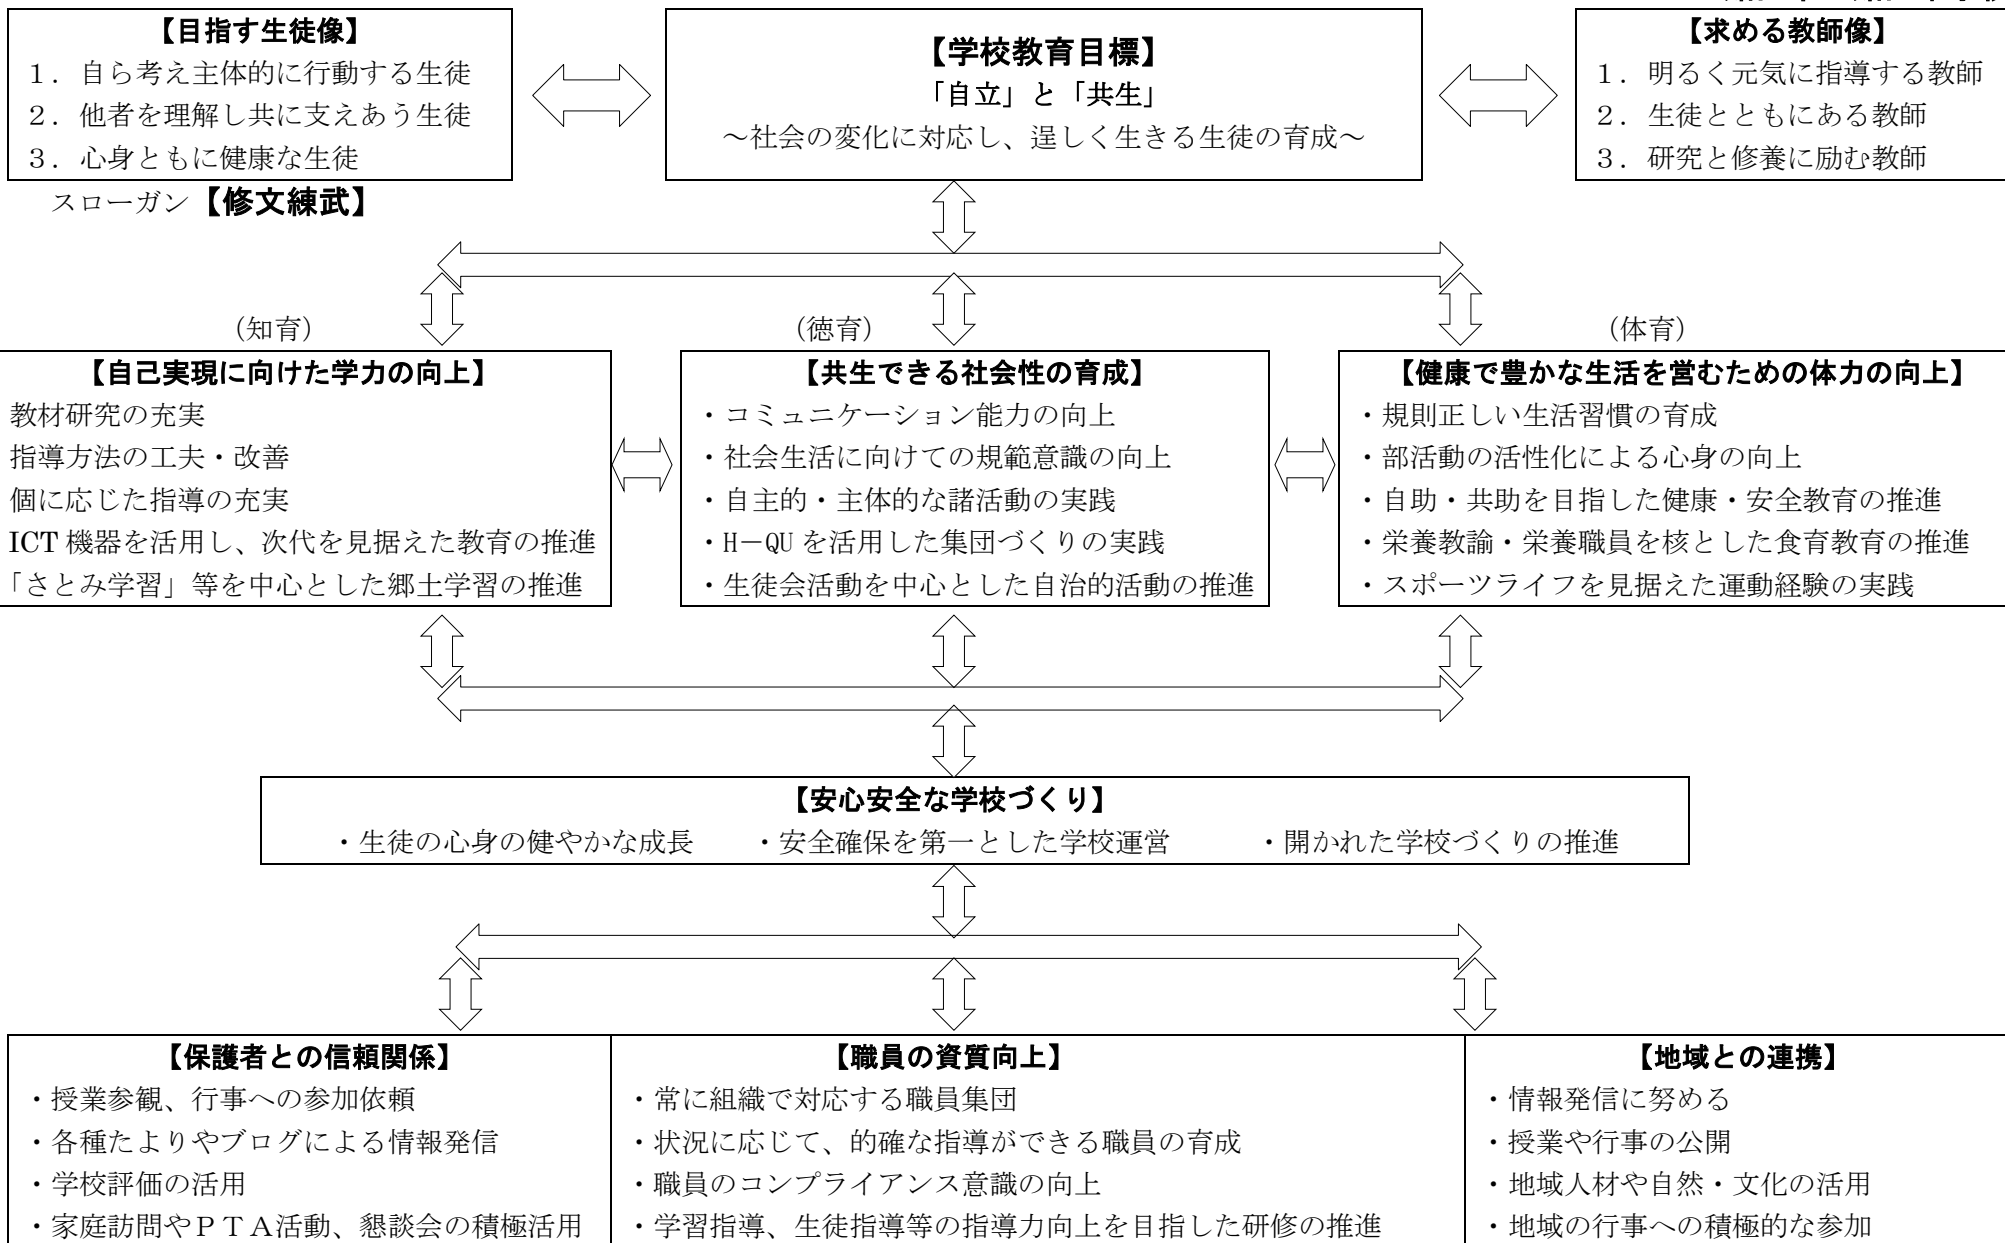 【目指す生徒像】
１．自ら考え主体的に行動する生徒
２．他者を理解し共に支えあう生徒
３．心身ともに健康な生徒
【学校教育目標】
「自立」と「共生」
～社会の変化に対応し、逞しく生きる生徒の育成～
【求める教師像】
１．明るく元気に指導する教師
２．生徒とともにある教師
３．研究と修養に励む教師
スローガン【修文練武】
（知育）
【自己実現に向けた学力の向上】
教材研究の充実
指導方法の工夫・改善
個に応じた指導の充実
ICT 機器を活用し、次代を見据えた教育の推進
「さとみ学習」等を中心とした郷土学習の推進
（徳育）
【共生できる社会性の育成】
・コミュニケーション能力の向上
・社会生活に向けての規範意識の向上
・自主的・主体的な諸活動の実践
・H－QU を活用した集団づくりの実践
・生徒会活動を中心とした自治的活動の推進
（体育）
【健康で豊かな生活を営むための体力の向上】
・規則正しい生活習慣の育成
・部活動の活性化による心身の向上
・自助・共助を目指した健康・安全教育の推進
・栄養教諭・栄養職員を核とした食育教育の推進
・スポーツライフを見据えた運動経験の実践
【安心安全な学校づくり】
・生徒の心身の健やかな成長　・安全確保を第一とした学校運営　・開かれた学校づくりの推進
【保護者との信頼関係】
・授業参観、行事への参加依頼
・各種たよりやブログによる情報発信
・学校評価の活用
・家庭訪問やＰＴＡ活動、懇談会の積極活用
【職員の資質向上】
・常に組織で対応する職員集団
・状況に応じて、的確な指導ができる職員の育成
・職員のコンプライアンス意識の向上
・学習指導、生徒指導等の指導力向上を目指した研修の推進
【地域との連携】
・情報発信に努める
・授業や行事の公開
・地域人材や自然・文化の活用
・地域の行事への積極的な参加